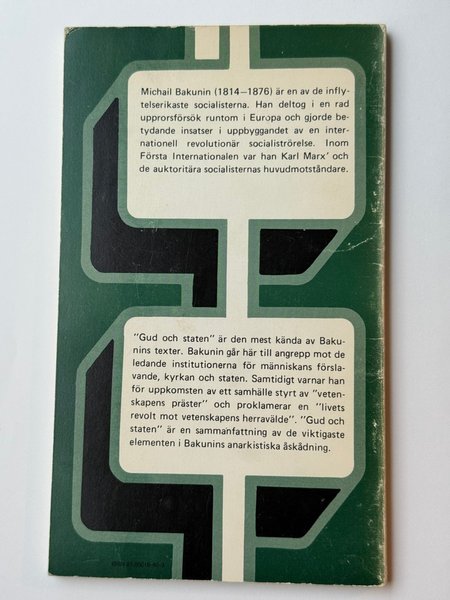 Michail Bakunin (1814–1876) är en av de infly-
telserikaste socialisterna. Han deltog i en rad
upprorsförsök runtom i Europa och gjorde be-
tydande insatser i uppbyggandet av en inter-
nationell revolutionär socialiströrelse. Inom
Första Internationalen var han Karl Marx' och
de auktoritära socialisternas huvudmotståndare.
"Gud och staten" är den mest kända av Baku-
nins texter. Bakunin går här till angrepp mot de
ledande institutionerna för människans försla-
vande, kyrkan och staten. Samtidigt varnar han
för uppkomsten av ett samhälle styrt av "veten-
skapens präster" och proklamerar en "livets
revolt mot vetenskapens herravälde". "Gud och
staten" är en sammanfattning av de viktigaste
elementen i Bakunins anarkistiska åskådning.
ISBN